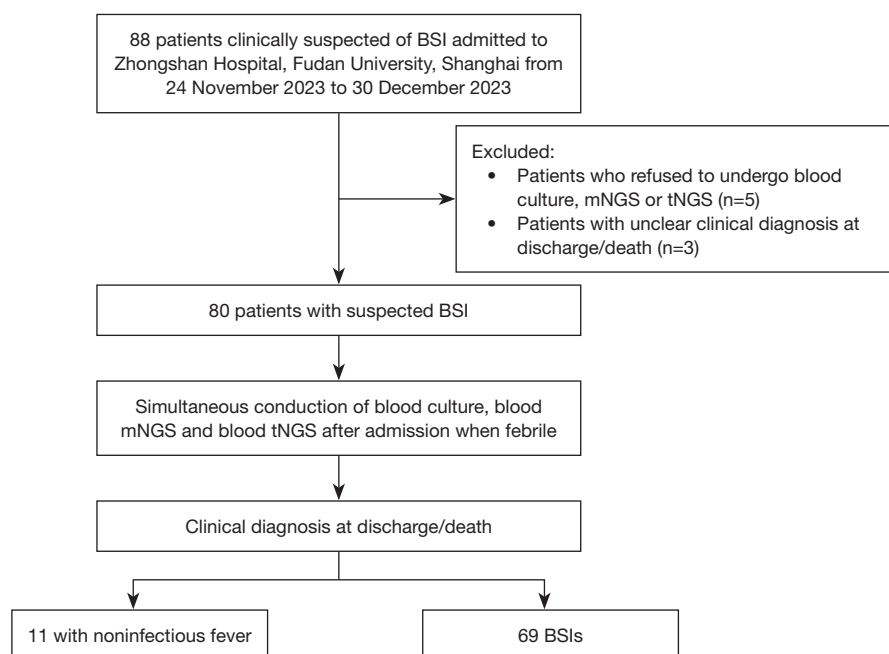 88 patients clinically suspected of BSI admitted to
Zhongshan Hospital, Fudan University, Shanghai from
24 November 2023 to 30 December 2023
Excluded:
• Patients who refused to undergo blood
culture, mNGS or tNGS (n=5)
• Patients with unclear clinical diagnosis at
discharge/death (n=3)
80 patients with suspected BSI
Simultaneous conduction of blood culture, blood
mNGS and blood tNGS after admission when febrile
Clinical diagnosis at discharge/death
11 with noninfectious fever
69 BSIs